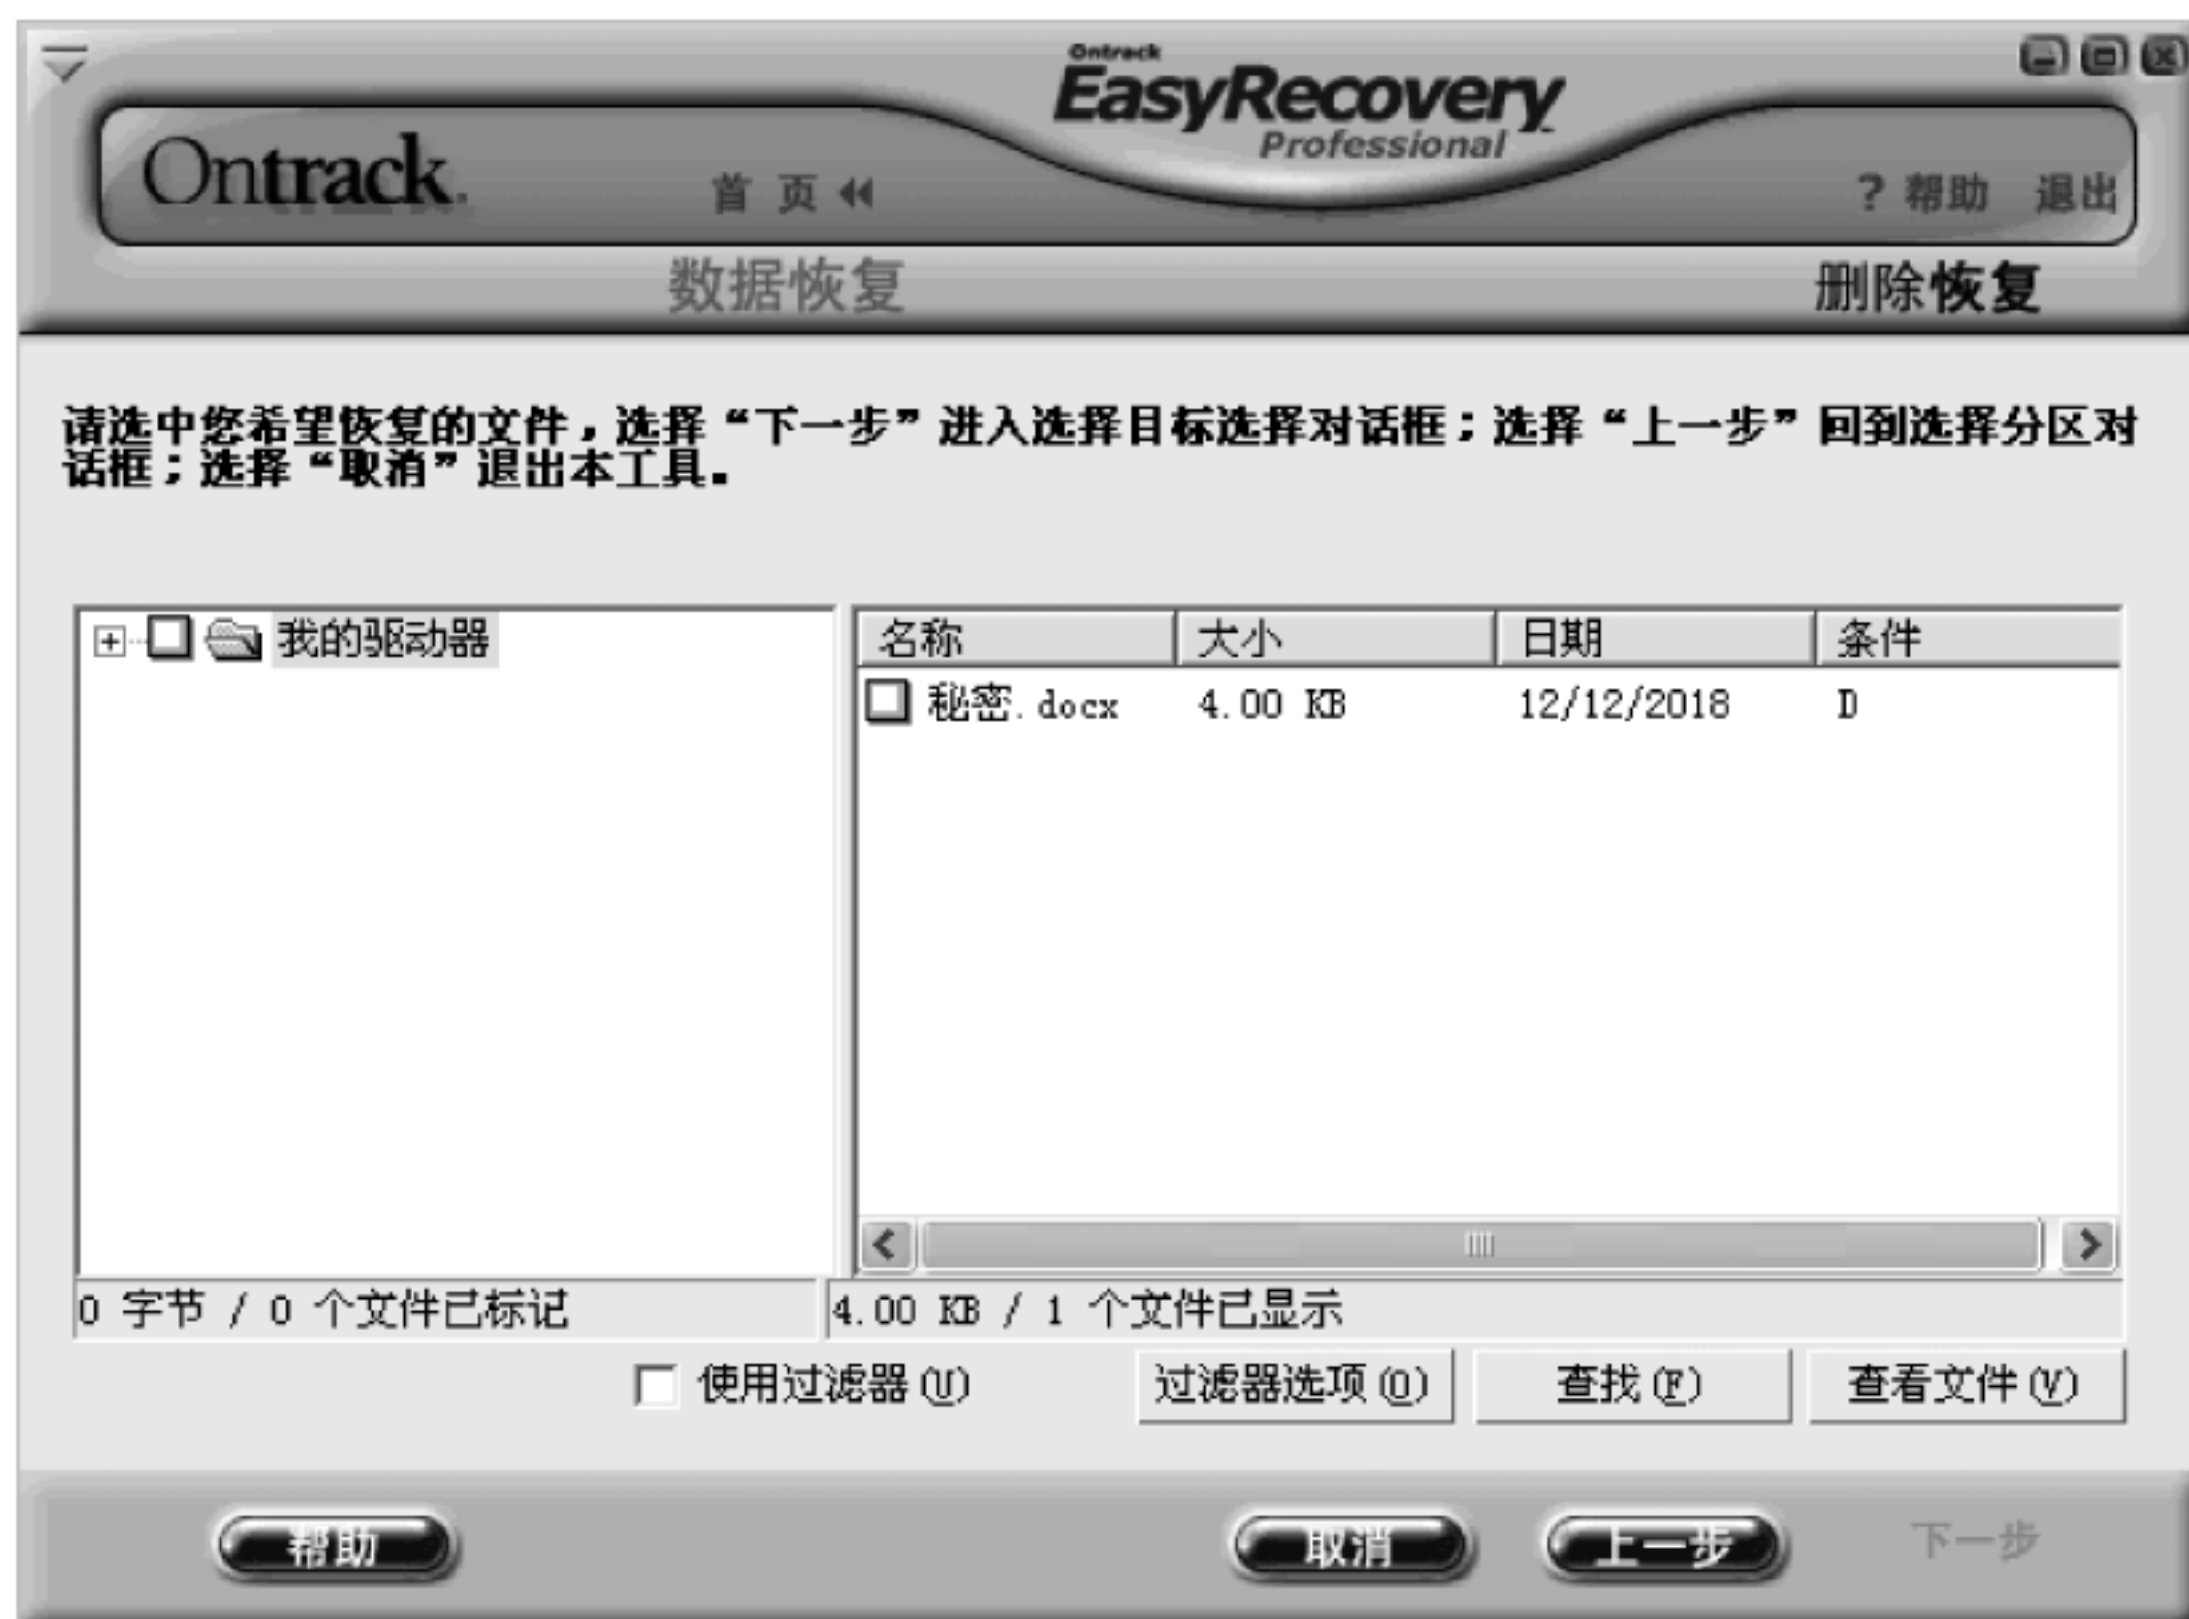 Ontrack
EasyRecovery
Professional
Ontrack. 首 页 ? 帮助 退出
数据恢复 删除恢复
请选中您希望恢复的文件，选择“下一步”进入选择目标选择对话框；选择“上一步”回到选择分区对
话框；选择“取消”退出本工具。
我的驱动器
名称 大小 日期 条件
秘密.docx 4.00 KB 12/12/2018 D
0 字节 / 0 个文件已标记 4.00 KB / 1 个文件已显示
使用过滤器(U) 过滤器选项(O) 查找(F) 查看文件(V)
帮助 取消 上一步 下一步